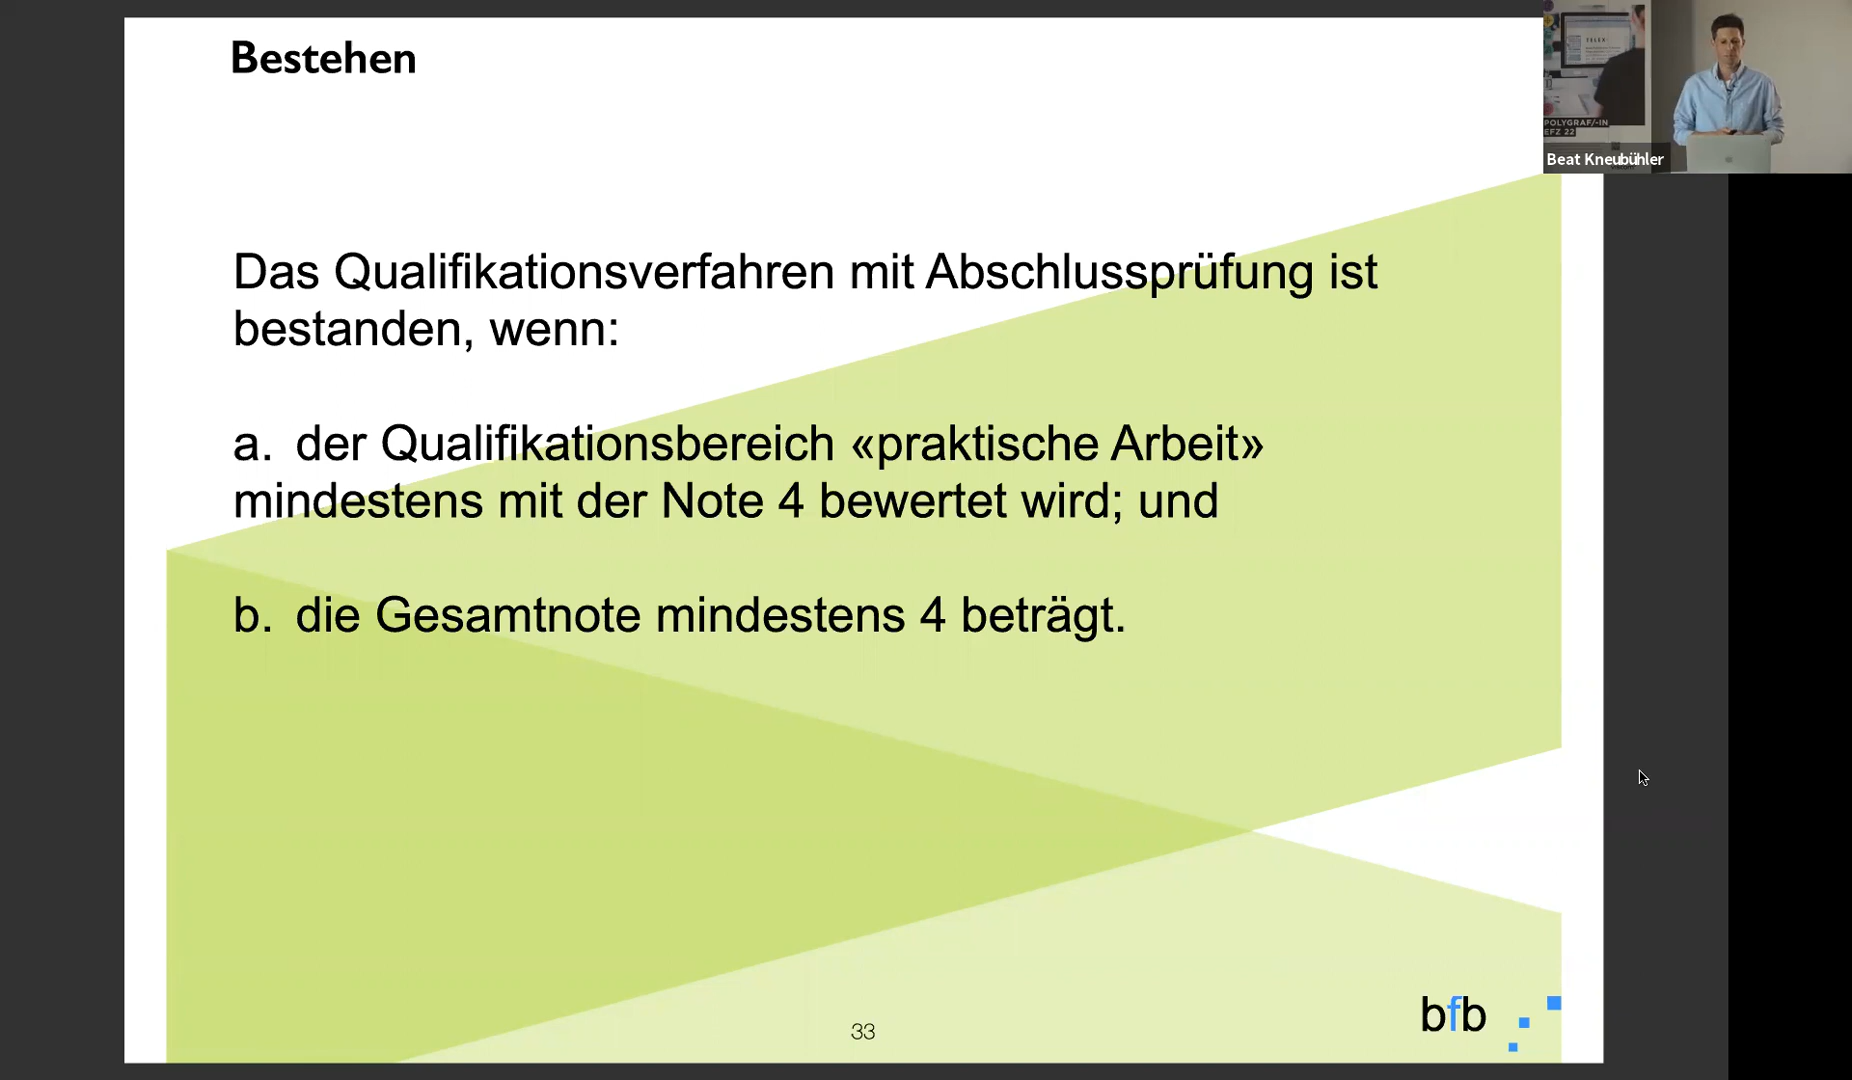 Bestehen
Das Qualifikationsverfahren mit Abschlussprüfung ist
bestanden, wenn:
a. der Qualifikationsbereich «praktische Arbeit»
mindestens mit der Note 4 bewertet wird; und
b. die Gesamtnote mindestens 4 beträgt.
33
bfb
POLYGRAF/-IN
EFZ 22
Beat Kneubühler